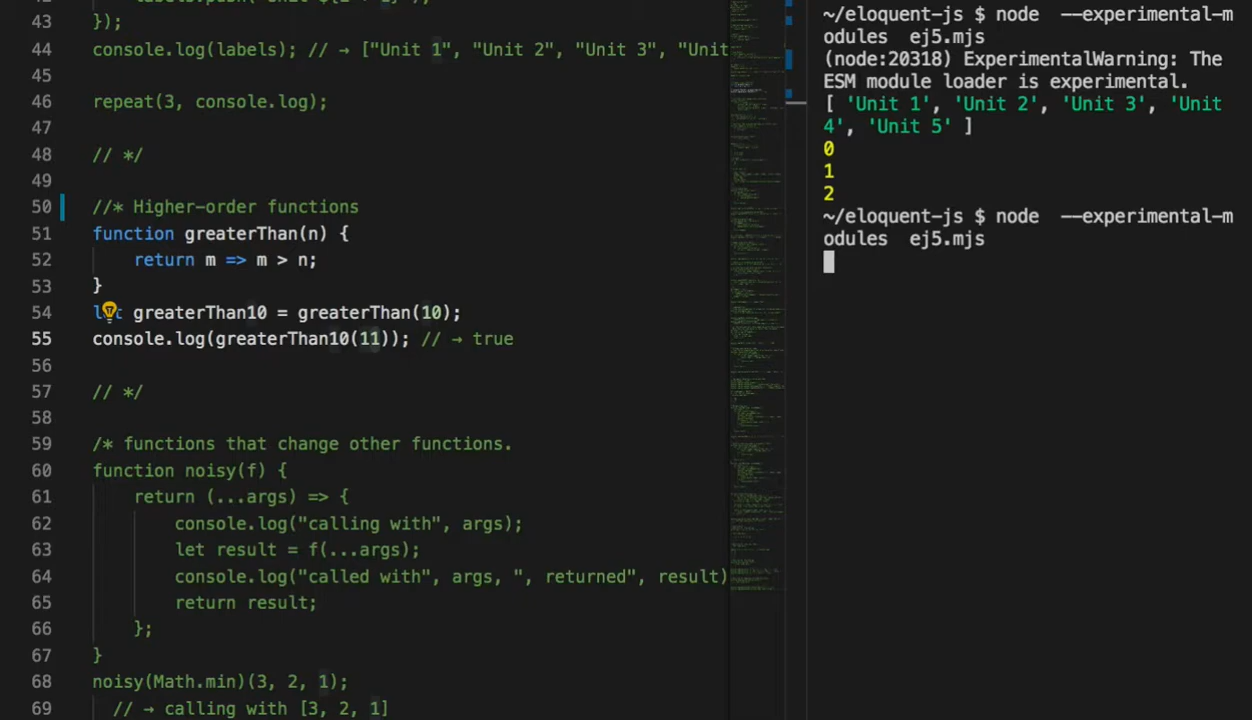 });
44 console.log(labels); // → ["Unit 1", "Unit 2", "Unit 3", "Unit
45
46 repeat(3, console.log);
47
48 // */
49
50 //* Higher-order functions
51 function greaterThan(n) {
52 return m => m > n;
53 }
54 let greaterThan10 = greaterThan(10);
55 console.log(greaterThan10(11)); // → true
56
57 // */
58
59 /* functions that change other functions.
60 function noisy(f) {
61 return (...args) => {
62 console.log("calling with", args);
63 let result = f(...args);
64 console.log("called with", args, ", returned", result)
65 return result;
66 };
67 }
68 noisy(Math.min)(3, 2, 1);
69 // → calling with [3, 2, 1]
~/eloquent-js $ node --experimental-m
odules ej5.mjs
(node:20318) ExperimentalWarning: The
ESM module loader is experimental.
[ 'Unit 1', 'Unit 2', 'Unit 3', 'Unit
4', 'Unit 5' ]
0
1
2
~/eloquent-js $ node --experimental-m
odules ej5.mjs